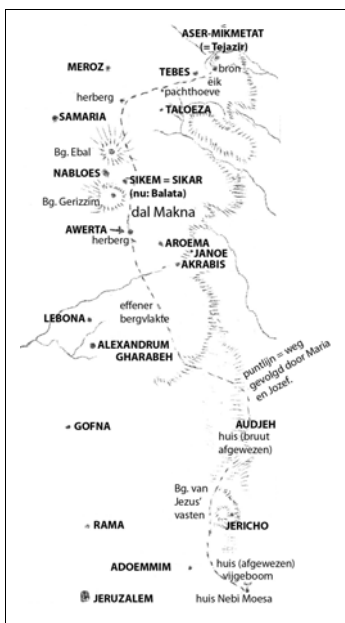 ASER-MIKMETAT
(= Tejazir)
MEROZ
TEBES
bron
eik
pachthoeve
herberg
TALOEZA
SAMARIA
Bg. Ebal
NABLOES
SIKEM = SIKAR
(nu: Balata)
Bg. Gerizzim
dal Makna
AWERTA
herberg
AROEMA
JANOE
AKRABIS
effener
bergvlakte
LEBONA
ALEXANDRUM
GHARABEH
puntlijn = weg
gevolgd door Maria
en Jozef.
GOFNA
AUDJEH
huis (bruut
afgewezen)
Bg. van
Jezus'
vasten
RAMA
JERICHO
ADOEMMIM
huis (afgewezen)
vijgeboom
JERUZALEM
huis Nebi Moesa